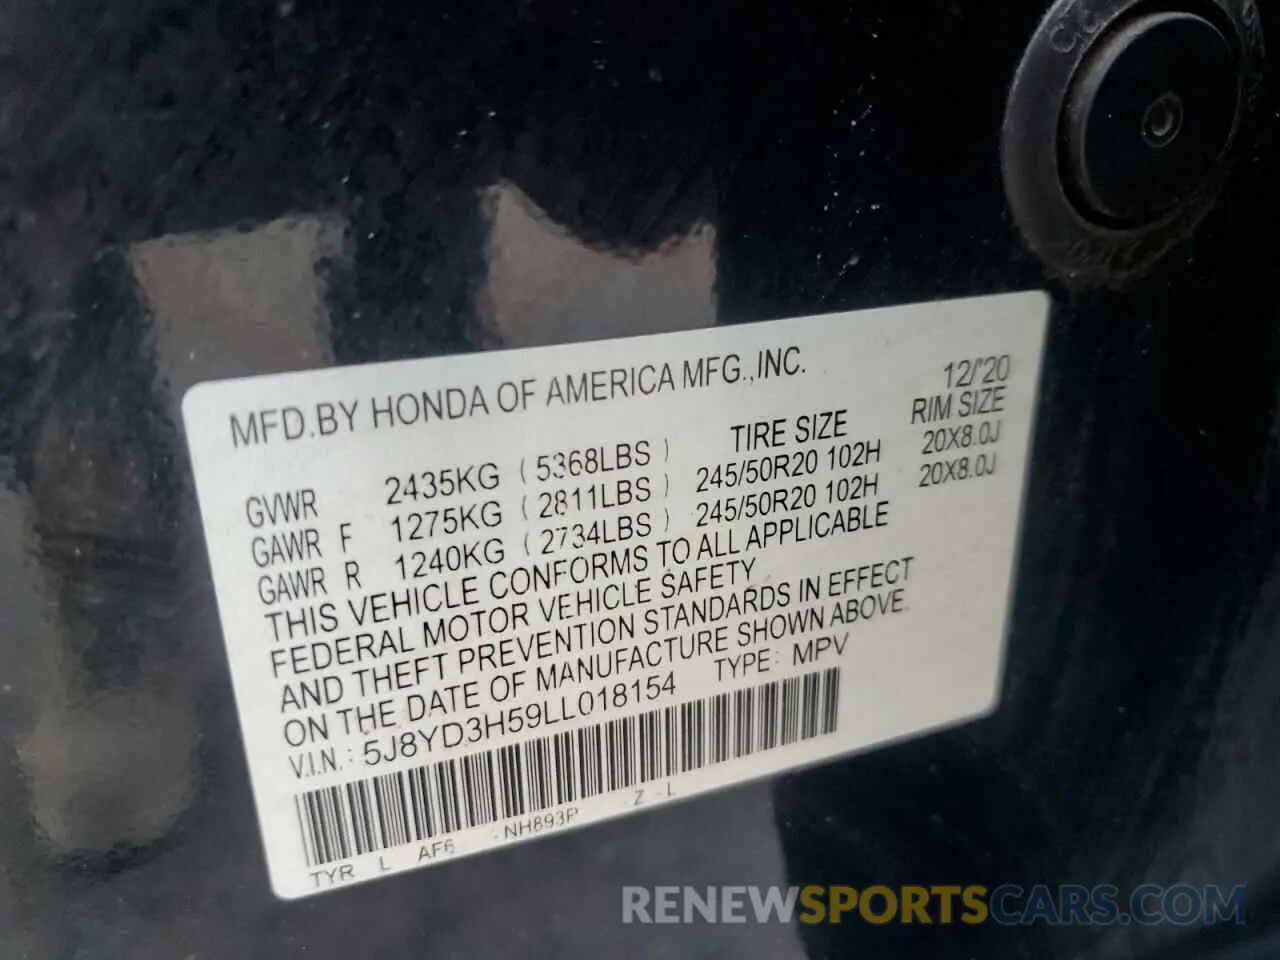 MFD.BY HONDA OF AMERICA MFG.,INC. 12/'20
TIRE SIZE RIM SIZE
GVWR 2435KG (5368LBS)
GAWR F 1275KG (2811LBS) 245/50R20 102H 20X8.0J
GAWR R 1240KG (2734LBS) 245/50R20 102H 20X8.0J
THIS VEHICLE CONFORMS TO ALL APPLICABLE
FEDERAL MOTOR VEHICLE SAFETY
AND THEFT PREVENTION STANDARDS IN EFFECT
ON THE DATE OF MANUFACTURE SHOWN ABOVE.
V.I.N.: 5J8YD3H59LL018154 TYPE: MPV
TYR L AF6 -NH893P -Z -L
RENEWSPORTSCARS.COM